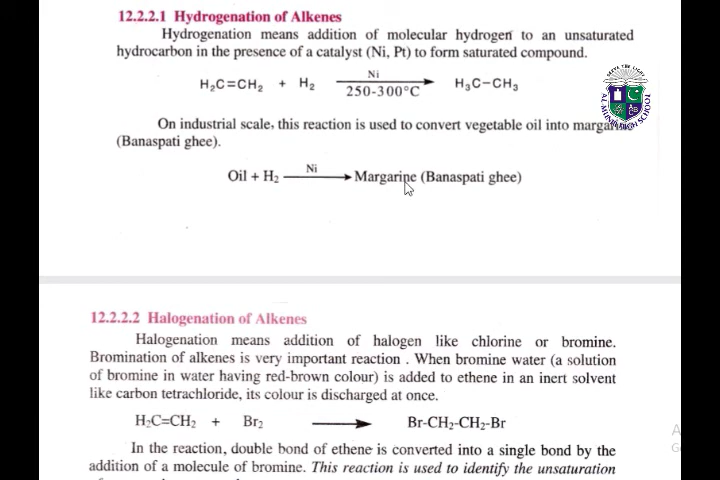 12.2.2.1 Hydrogenation of Alkenes
Hydrogenation means addition of molecular hydrogen to an unsaturated
hydrocarbon in the presence of a catalyst (Ni, Pt) to form saturated compound.
H₂C=CH₂ + H₂ Ni 250-300°C H₃C-CH₃
On industrial scale, this reaction is used to convert vegetable oil into
(Banaspati ghee).
Oil + H₂ Ni Margarine (Banaspati ghee)
12.2.2.2 Halogenation of Alkenes
Halogenation means addition of halogen like chlorine or bromine.
Bromination of alkenes is very important reaction . When bromine water (a solution
of bromine in water having red-brown colour) is added to ethene in an inert solvent
like carbon tetrachloride, its colour is discharged at once.
H₂C=CH₂ + Br₂ Br-CH₂-CH₂-Br
In the reaction, double bond of ethene is converted into a single bond by the
addition of a molecule of bromine. This reaction is used to identify the unsaturation